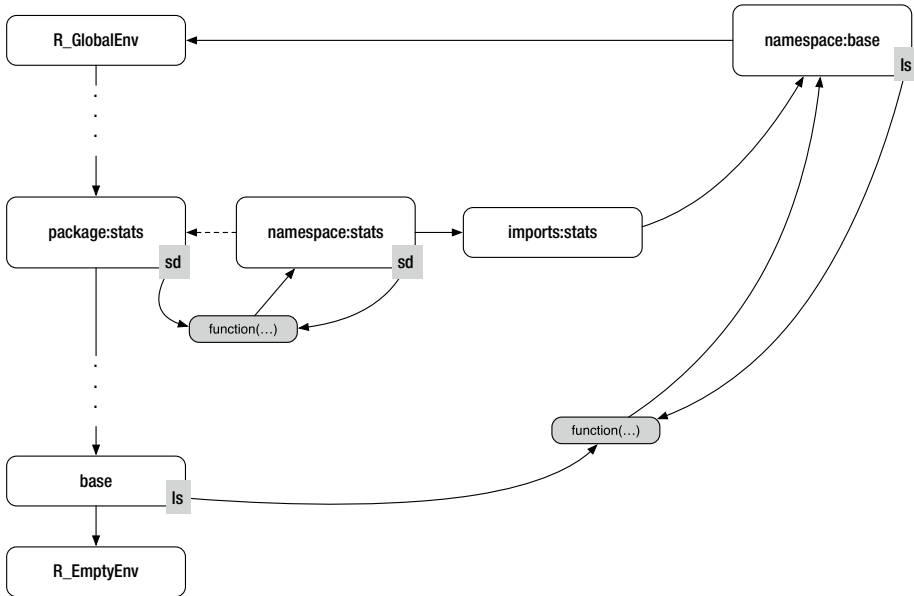 R_GlobalEnv
namespace:base
ls
package:stats
namespace:stats
imports:stats
sd
sd
function(...)
function(...)
base
ls
R_EmptyEnv